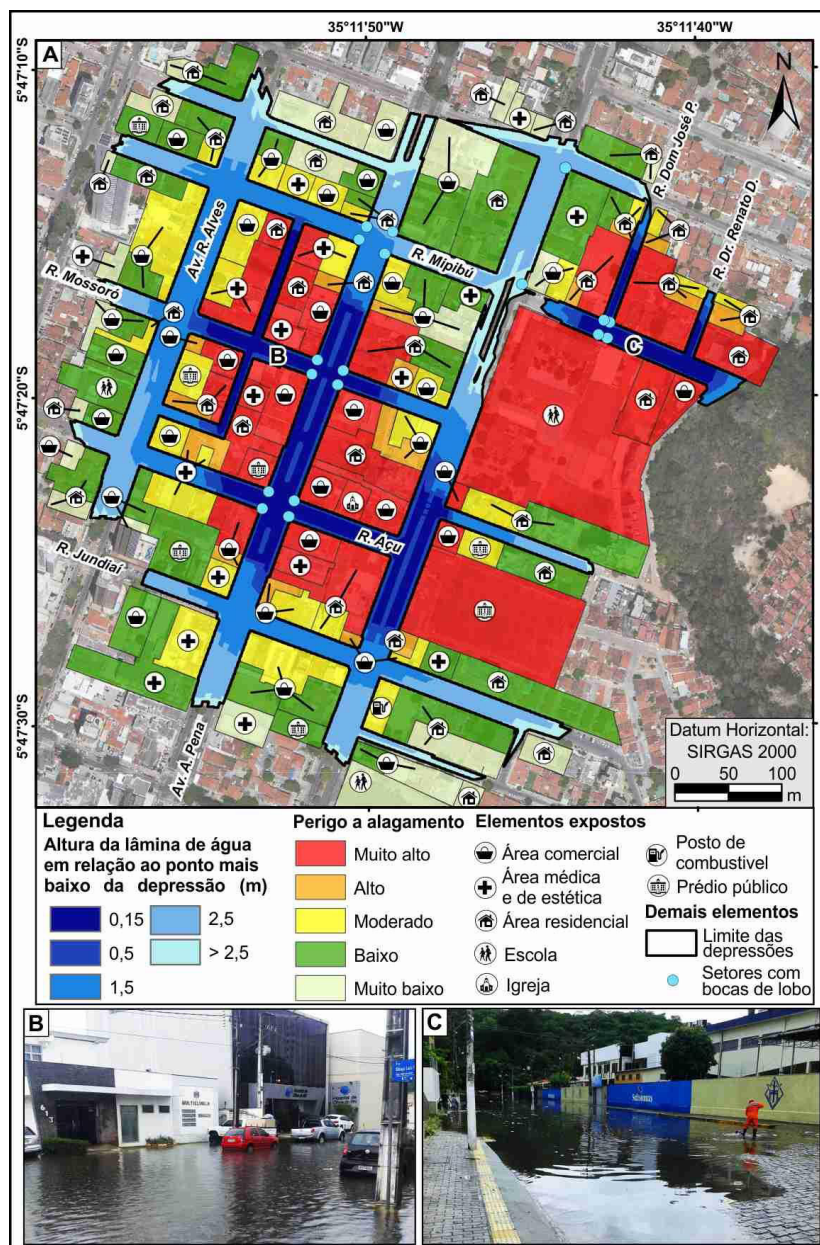 35°11'50"W
35°11'40"W
A
5°47'10"S
N
R. Dom José P.
R. Dr. Renato D.
Av. R. Alves
R. Mipibú
R. Mossoró
B
C
5°47'20"S
R. Açu
R. Jundiaí
5°47'30"S
Av. A. Pena
Datum Horizontal:
SIRGAS 2000
0 50 100
m
Legenda
Altura da lâmina de água
em relação ao ponto mais
baixo da depressão (m)
0,15
0,5
1,5
2,5
> 2,5
Perigo a alagamento
Muito alto
Alto
Moderado
Baixo
Muito baixo
Elementos expostos
Área comercial
Área médica
e de estética
Área residencial
Escola
Igreja
Posto de
combustivel
Prédio público
Demais elementos
Limite das
depressões
Setores com
bocas de lobo
B
C